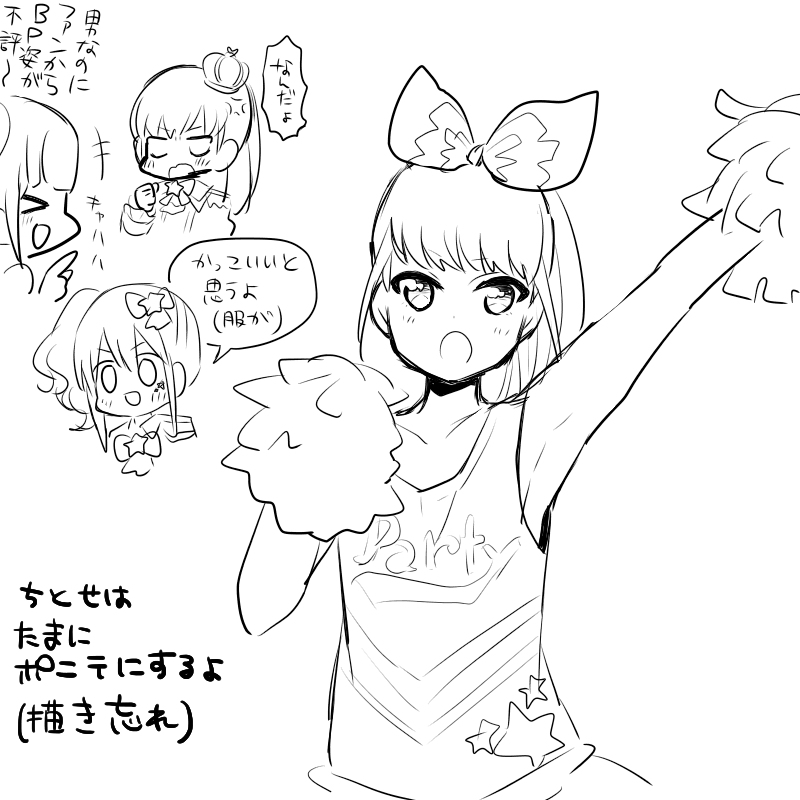 男なのに
ファンから
BP姿が
不評〜
なんだよ
キャハハハ
かっこいいと
思うよ
(服が)
Party
ちとせは
たまに
ポニテにするよ
(描き忘れ)